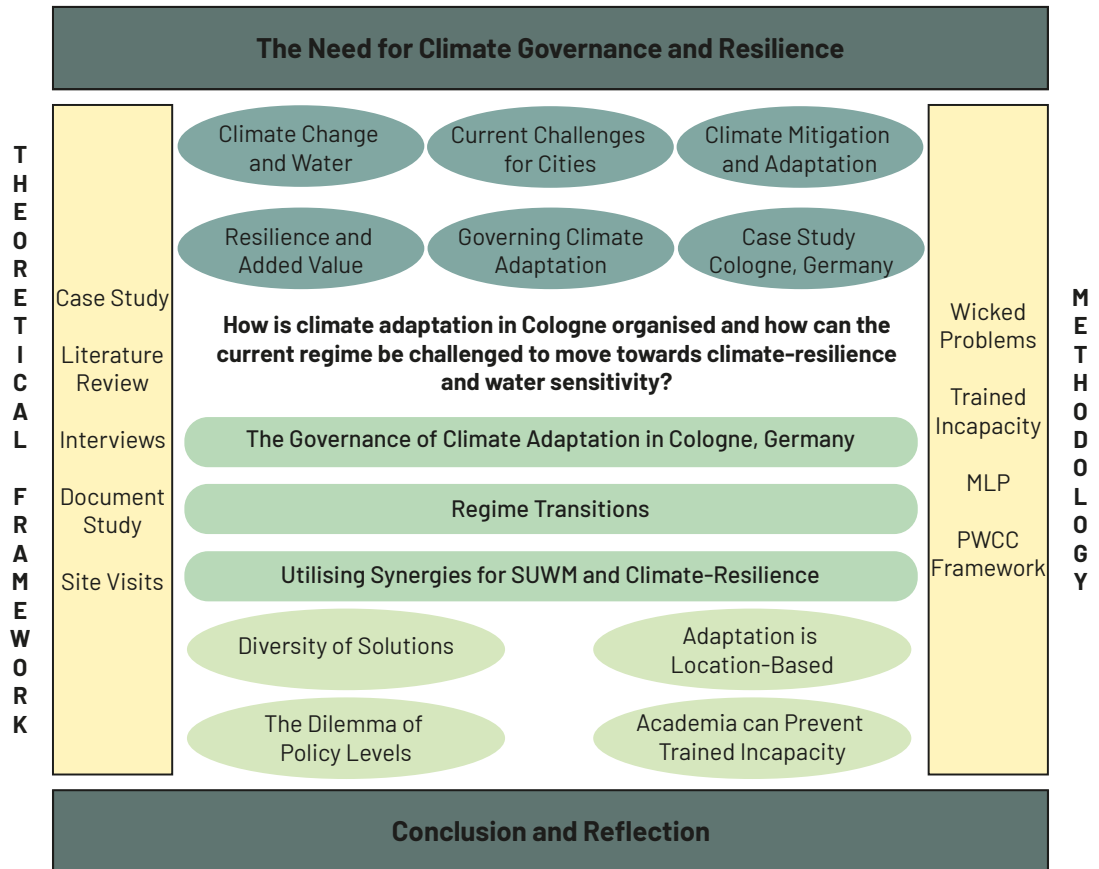 The Need for Climate Governance and Resilience
THEORETICAL FRAMEWORK
Case Study
Literature
Review
Interviews
Document
Study
Site Visits
Climate Change
and Water
Current Challenges
for Cities
Climate Mitigation
and Adaptation
Resilience and
Added Value
Governing Climate
Adaptation
Case Study
Cologne, Germany
How is climate adaptation in Cologne organised and how can the
current regime be challenged to move towards climate-resilience
and water sensitivity?
The Governance of Climate Adaptation in Cologne, Germany
Regime Transitions
Utilising Synergies for SUWM and Climate-Resilience
Diversity of Solutions
Adaptation is
Location-Based
The Dilemma of
Policy Levels
Academia can Prevent
Trained Incapacity
Wicked
Problems
Trained
Incapacity
MLP
PWCC
Framework
METHODOLOGY
Conclusion and Reflection